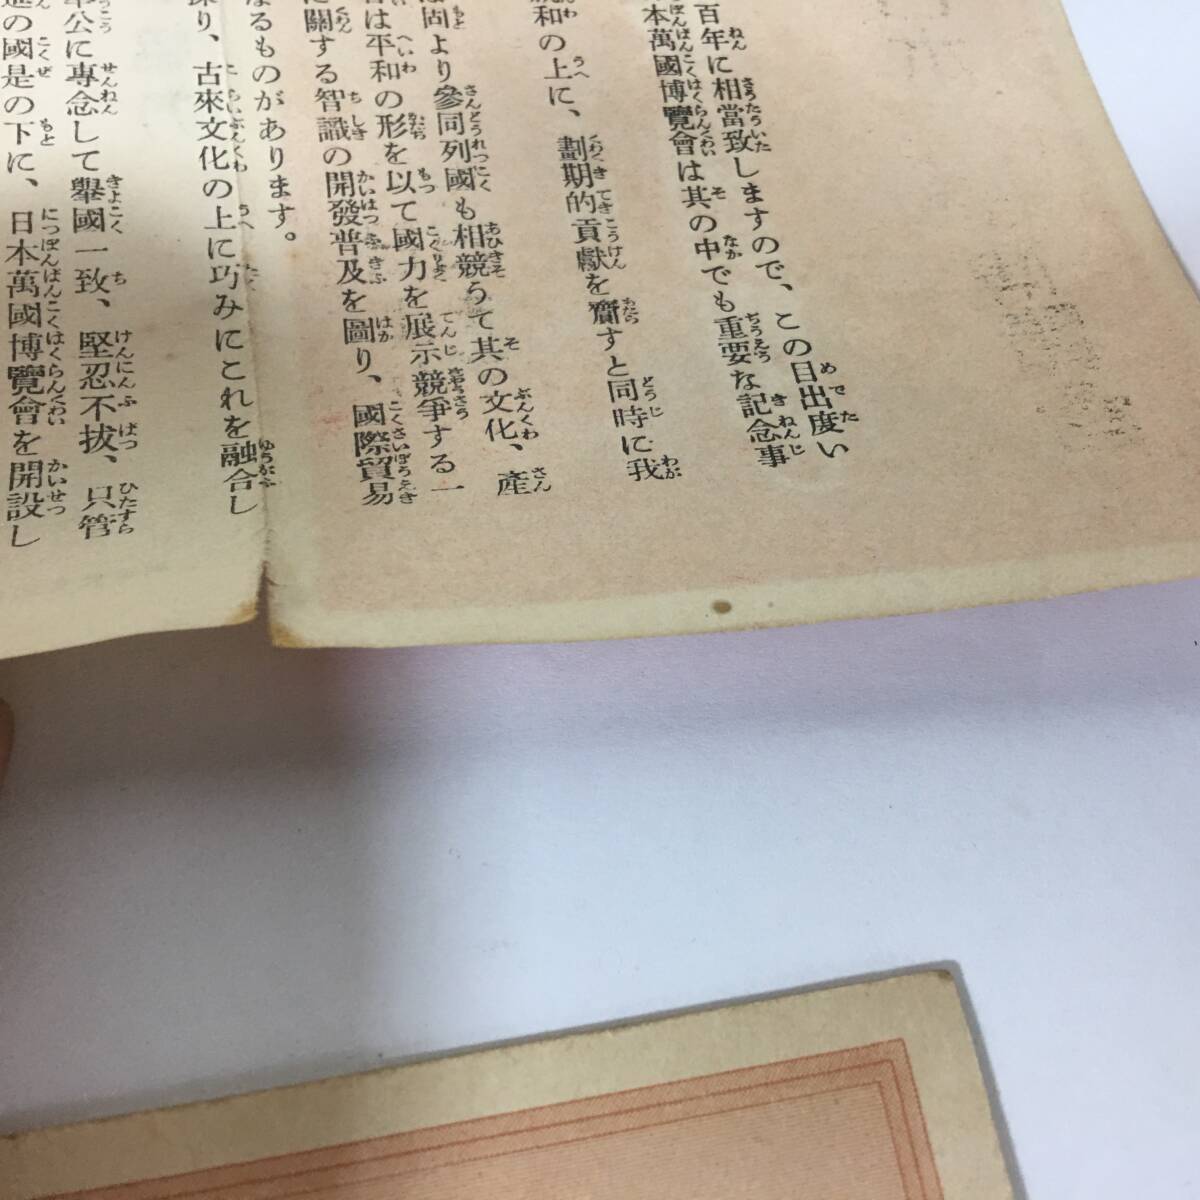 百年に相當致しますので、この目出度い
本萬國博覽會は其の中でも重要な記念事
和の上に、劃期的貢獻を齎すと同時に我
固より參同列國も相競うて其の文化、產
は平和の形を以て國力を展示競爭する一
に關する智識の開發普及を圖り、國際貿易
なるものがあります。
り、古來文化の上に巧みにこれを融合し
公に專念して擧國一致、堅忍不拔、只管
の國是の下に、日本萬國博覽會を開設し